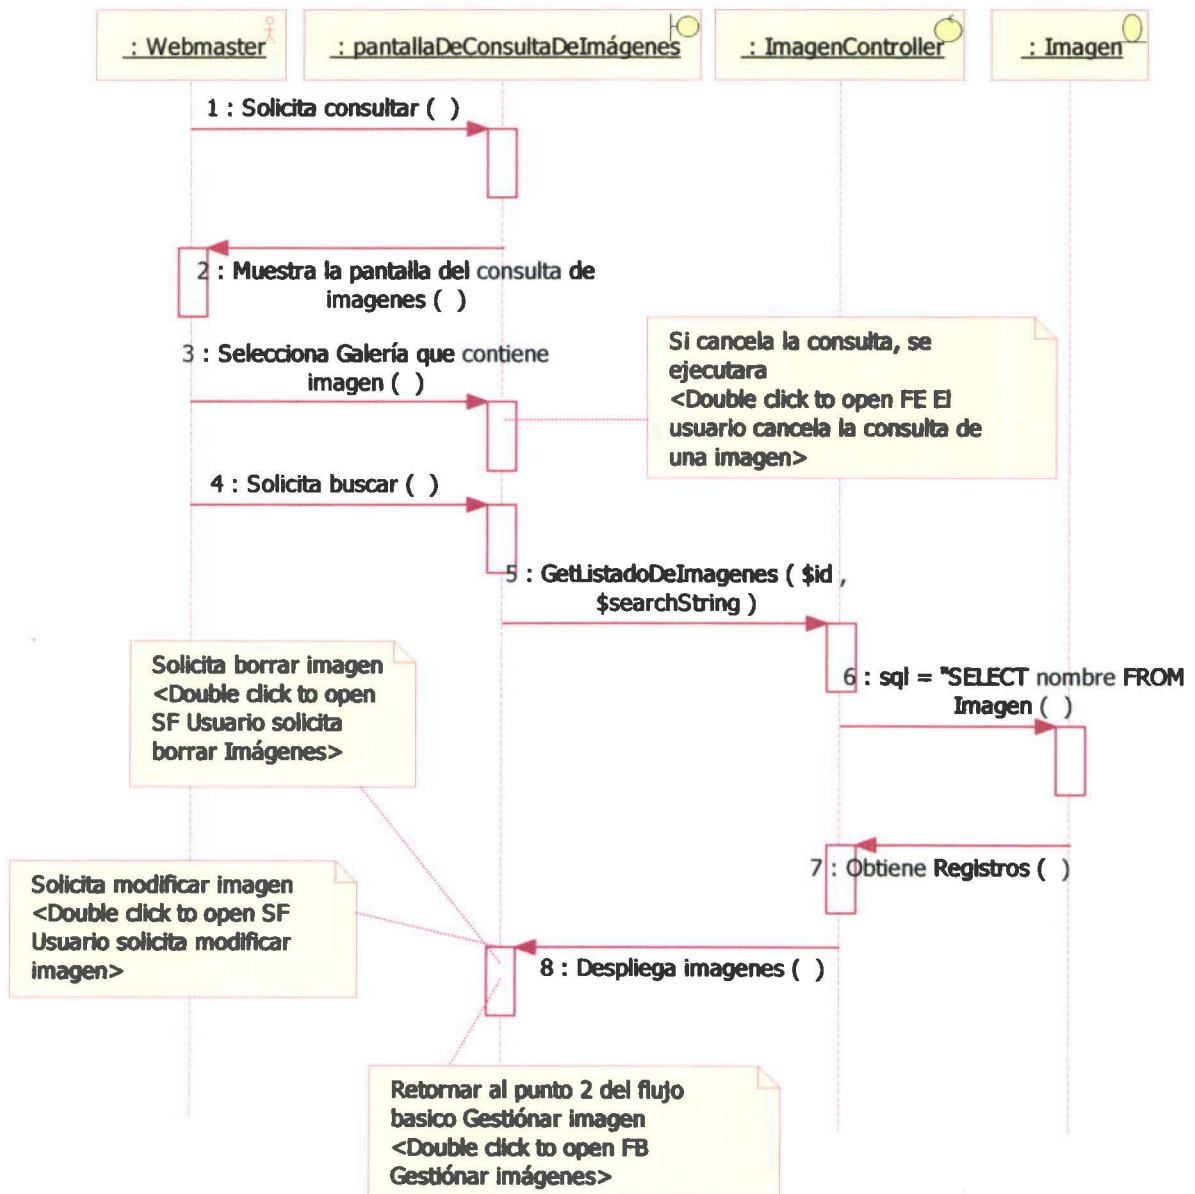 : Webmaster
: pantallaDeConsultaDeImágenes
: ImagenController
: Imagen
1 : Solicita consultar ( )
2 : Muestra la pantalla del consulta de
imagenes ( )
3 : Selecciona Galería que contiene
imagen ( )
Si cancela la consulta, se
ejecutara
<Double click to open FE El
usuario cancela la consulta de
una imagen>
4 : Solicita buscar ( )
5 : GetListadoDeImagenes ( $id ,
$searchString )
Solicita borrar imagen
<Double click to open
SF Usuario solicita
borrar Imágenes>
6 : sql = "SELECT nombre FROM
Imagen ( )
7 : Obtiene Registros ( )
Solicita modificar imagen
<Double click to open SF
Usuario solicita modificar
imagen>
8 : Despliega imagenes ( )
Retornar al punto 2 del flujo
basico Gestiónar imagen
<Double click to open FB
Gestiónar imágenes>